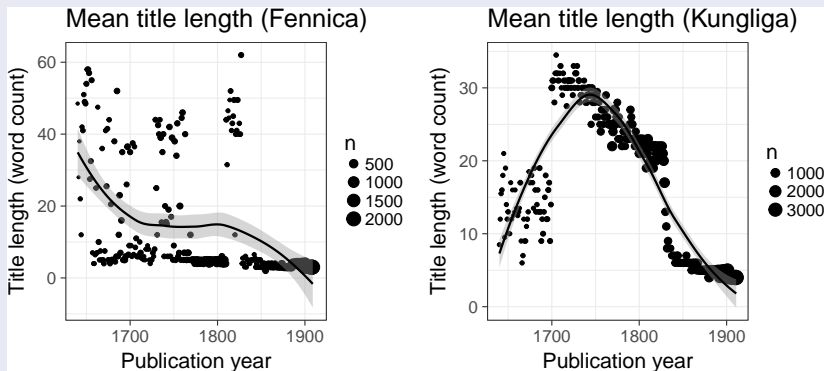 Mean title length (Fennica)
Title length (word count)
60
40
20
0
1700
1800
1900
Publication year
n
500
1000
1500
2000
Mean title length (Kungliga)
Title length (word count)
30
20
10
0
1700
1800
1900
Publication year
n
1000
2000
3000